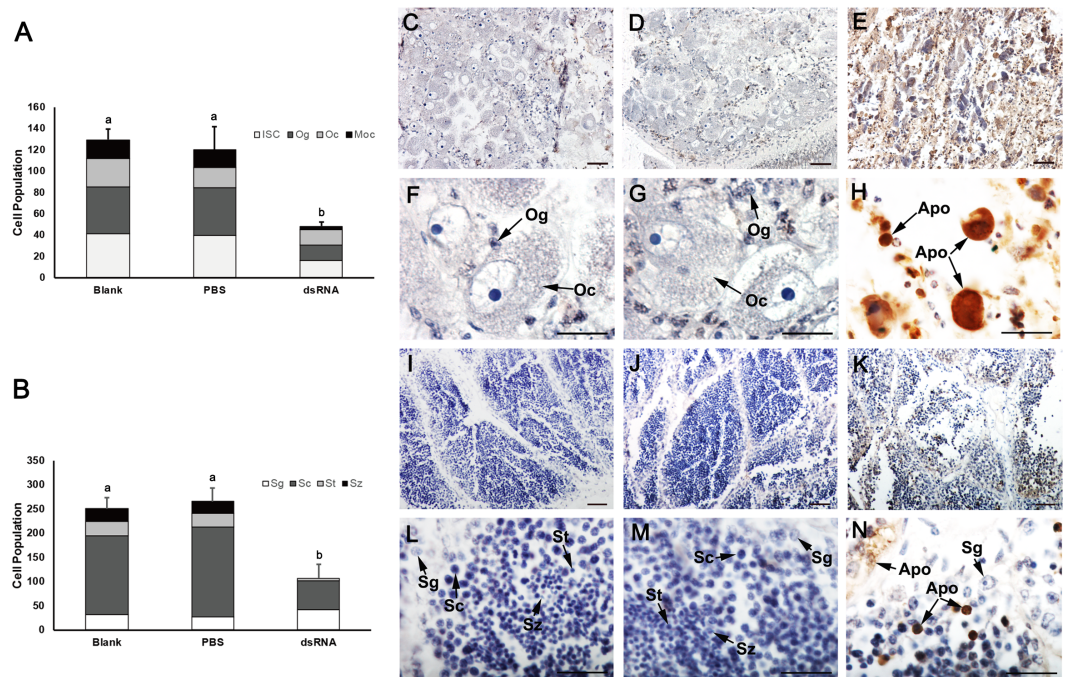 A
160
140
120
100
80
60
40
20
0
Cell Population
a
a
b
ISC Og Oc Moc
Blank PBS dsRNA
B
350
300
250
200
150
100
50
0
Cell Population
a
a
b
Sg Sc St Sz
Blank PBS dsRNA
C
D
E
F
Og
Oc
G
Og
Oc
H
Apo
Apo
I
J
K
L
St
Sg
Sc
Sz
M
Sc
Sg
St
Sz
N
Sg
Apo
Apo